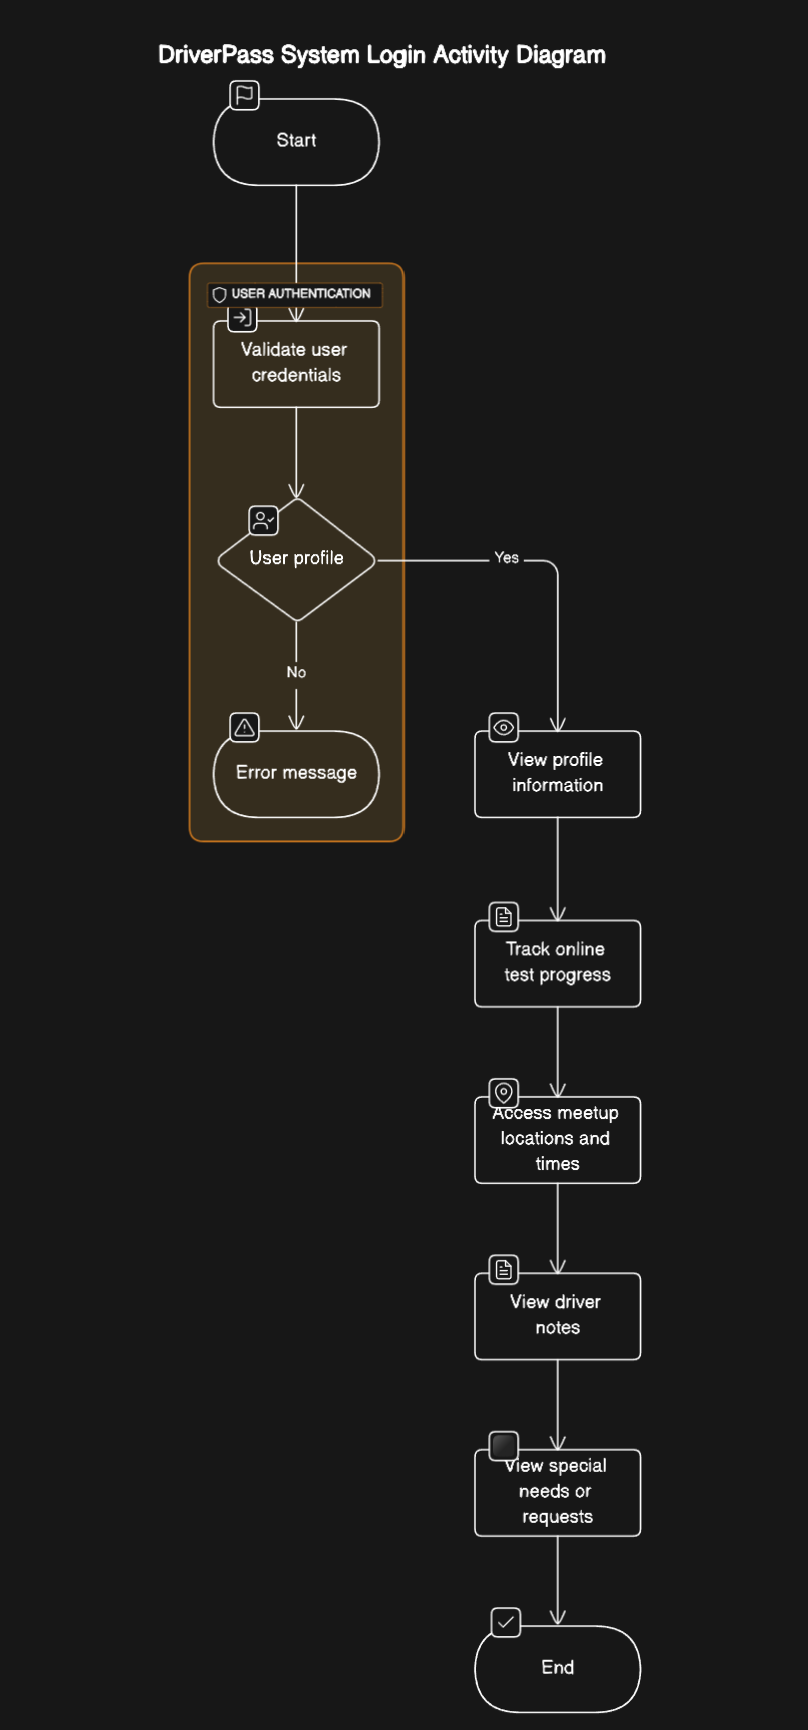 DriverPass System Login Activity Diagram
Start
USER AUTHENTICATION
Validate user
credentials
User profile
Yes
No
Error message
View profile
information
Track online
test progress
Access meetup
locations and
times
View driver
notes
View special
needs or
requests
End